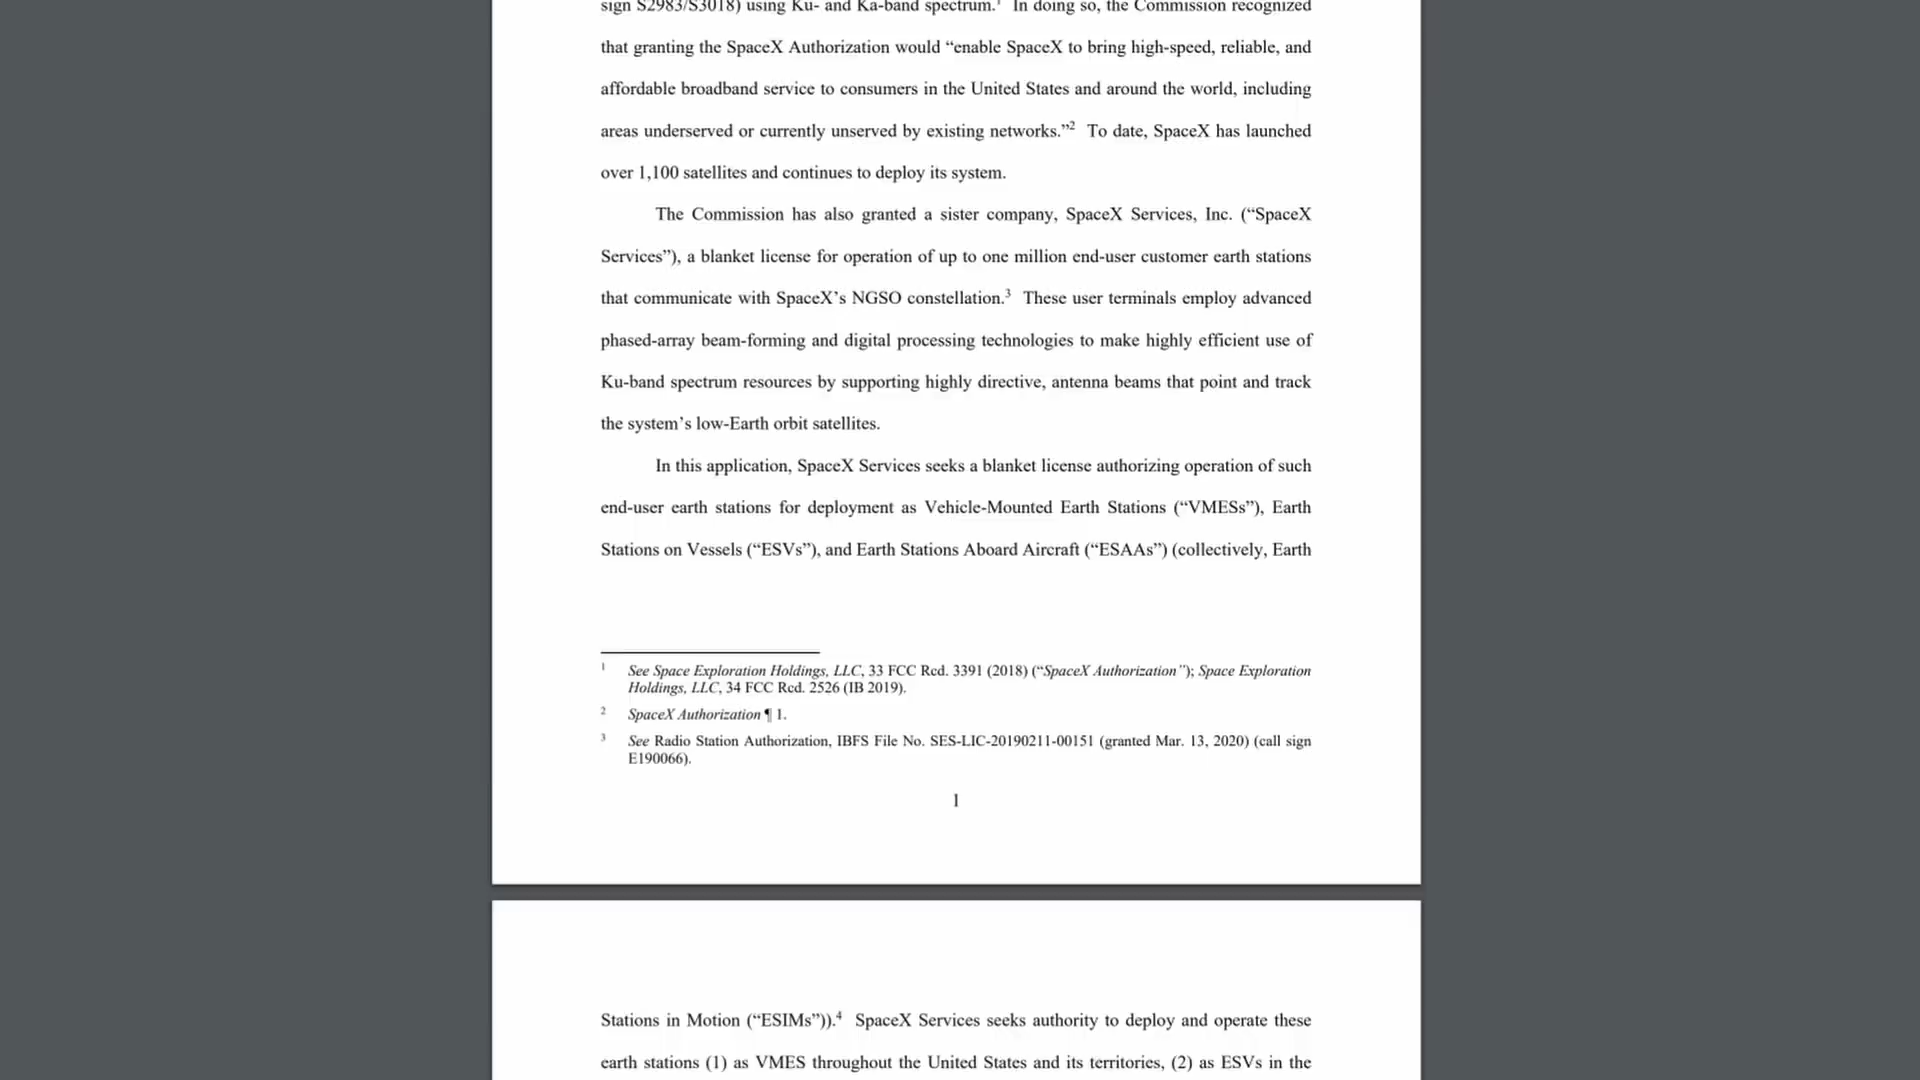 sign S2983/S3018) using Ku- and Ka-band spectrum.1 In doing so, the Commission recognized
that granting the SpaceX Authorization would “enable SpaceX to bring high-speed, reliable, and
affordable broadband service to consumers in the United States and around the world, including
areas underserved or currently unserved by existing networks.”2 To date, SpaceX has launched
over 1,100 satellites and continues to deploy its system.
The Commission has also granted a sister company, SpaceX Services, Inc. (“SpaceX
Services”), a blanket license for operation of up to one million end-user customer earth stations
that communicate with SpaceX’s NGSO constellation.3 These user terminals employ advanced
phased-array beam-forming and digital processing technologies to make highly efficient use of
Ku-band spectrum resources by supporting highly directive, antenna beams that point and track
the system’s low-Earth orbit satellites.
In this application, SpaceX Services seeks a blanket license authorizing operation of such
end-user earth stations for deployment as Vehicle-Mounted Earth Stations (“VMESs”), Earth
Stations on Vessels (“ESVs”), and Earth Stations Aboard Aircraft (“ESAAs”) (collectively, Earth
1 See Space Exploration Holdings, LLC, 33 FCC Rcd. 3391 (2018) (“SpaceX Authorization”); Space Exploration
Holdings, LLC, 34 FCC Rcd. 2526 (IB 2019).
2 SpaceX Authorization ¶ 1.
3 See Radio Station Authorization, IBFS File No. SES-LIC-20190211-00151 (granted Mar. 13, 2020) (call sign
E190066).
1
Stations in Motion (“ESIMs”)).4 SpaceX Services seeks authority to deploy and operate these
earth stations (1) as VMES throughout the United States and its territories, (2) as ESVs in the